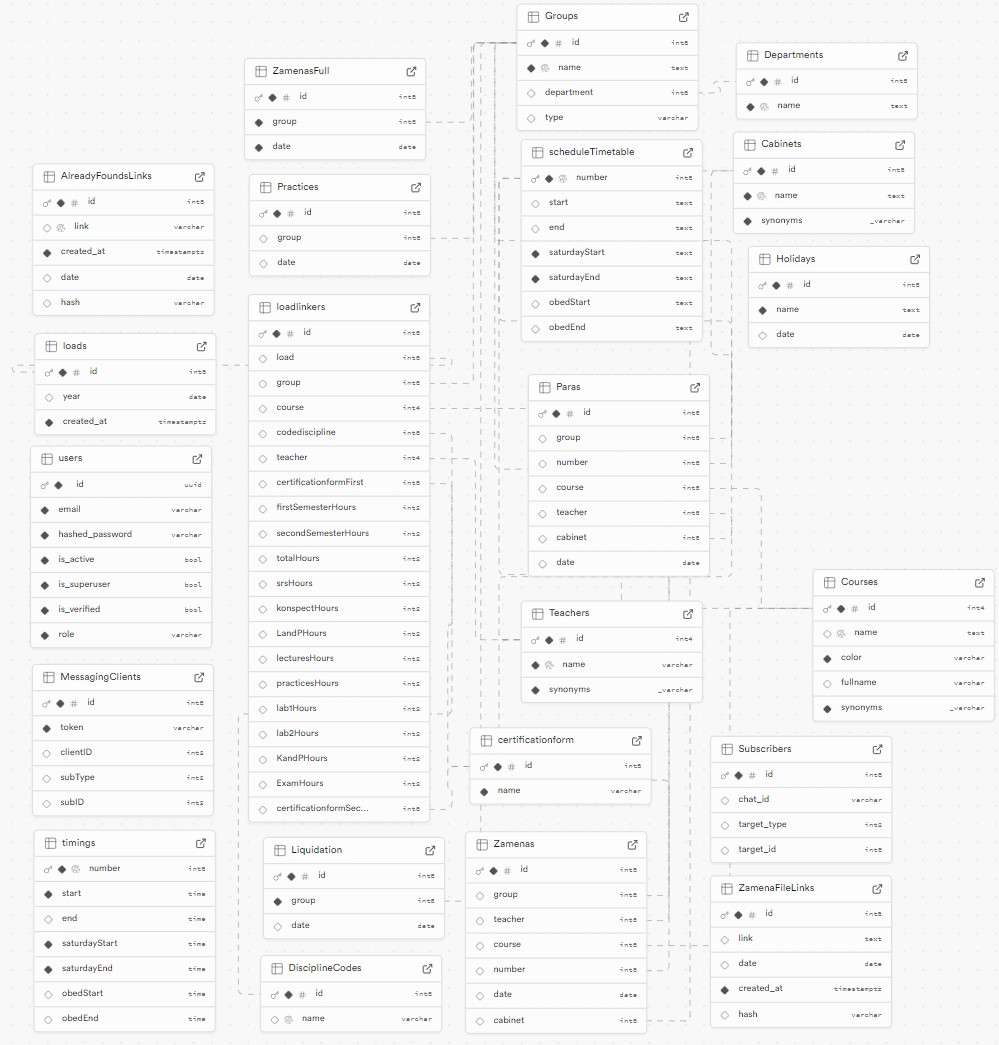 ZamenasFull
id int8
group int8
date date
Groups
id int8
name text
department int8
type varchar
Departments
id int8
name text
AlreadyFoundsLinks
id int8
link varchar
created_at timestamptz
date date
hash varchar
Practices
id int8
group int8
date date
scheduleTimetable
number int8
start text
end text
saturdayStart text
saturdayEnd text
obedStart text
obedEnd text
Cabinets
id int8
name text
synonyms _varchar
Holidays
id int8
name text
date date
loads
id int8
year date
created_at timestamptz
loadlinkers
id int8
load int8
group int8
course int4
codediscipline int8
teacher int4
certificationformFirst int8
firstSemesterHours int2
secondSemesterHours int2
totalHours int2
srsHours int2
konspectHours int2
LandPHours int2
lecturesHours int2
practicesHours int2
lab1Hours int2
lab2Hours int2
KandPHours int2
ExamHours int2
certificationformSec... int8
Paras
id int8
group int8
number int8
course int8
teacher int8
cabinet int8
date date
users
id uuid
email varchar
hashed_password varchar
is_active bool
is_superuser bool
is_verified bool
role varchar
Teachers
id int4
name varchar
synonyms _varchar
Courses
id int4
name text
color varchar
fullname varchar
synonyms _varchar
MessagingClients
id int8
token varchar
clientID int2
subType int2
subID int2
certificationform
id int8
name varchar
Subscribers
id int8
chat_id varchar
target_type int2
target_id int8
timings
number int8
start time
end time
saturdayStart time
saturdayEnd time
obedStart time
obedEnd time
Liquidation
id int8
group int8
date date
Zamenas
id int8
group int8
teacher int8
course int8
number int8
date date
cabinet int8
ZamenaFileLinks
id int8
link text
date date
created_at timestamptz
hash varchar
DisciplineCodes
id int8
name varchar